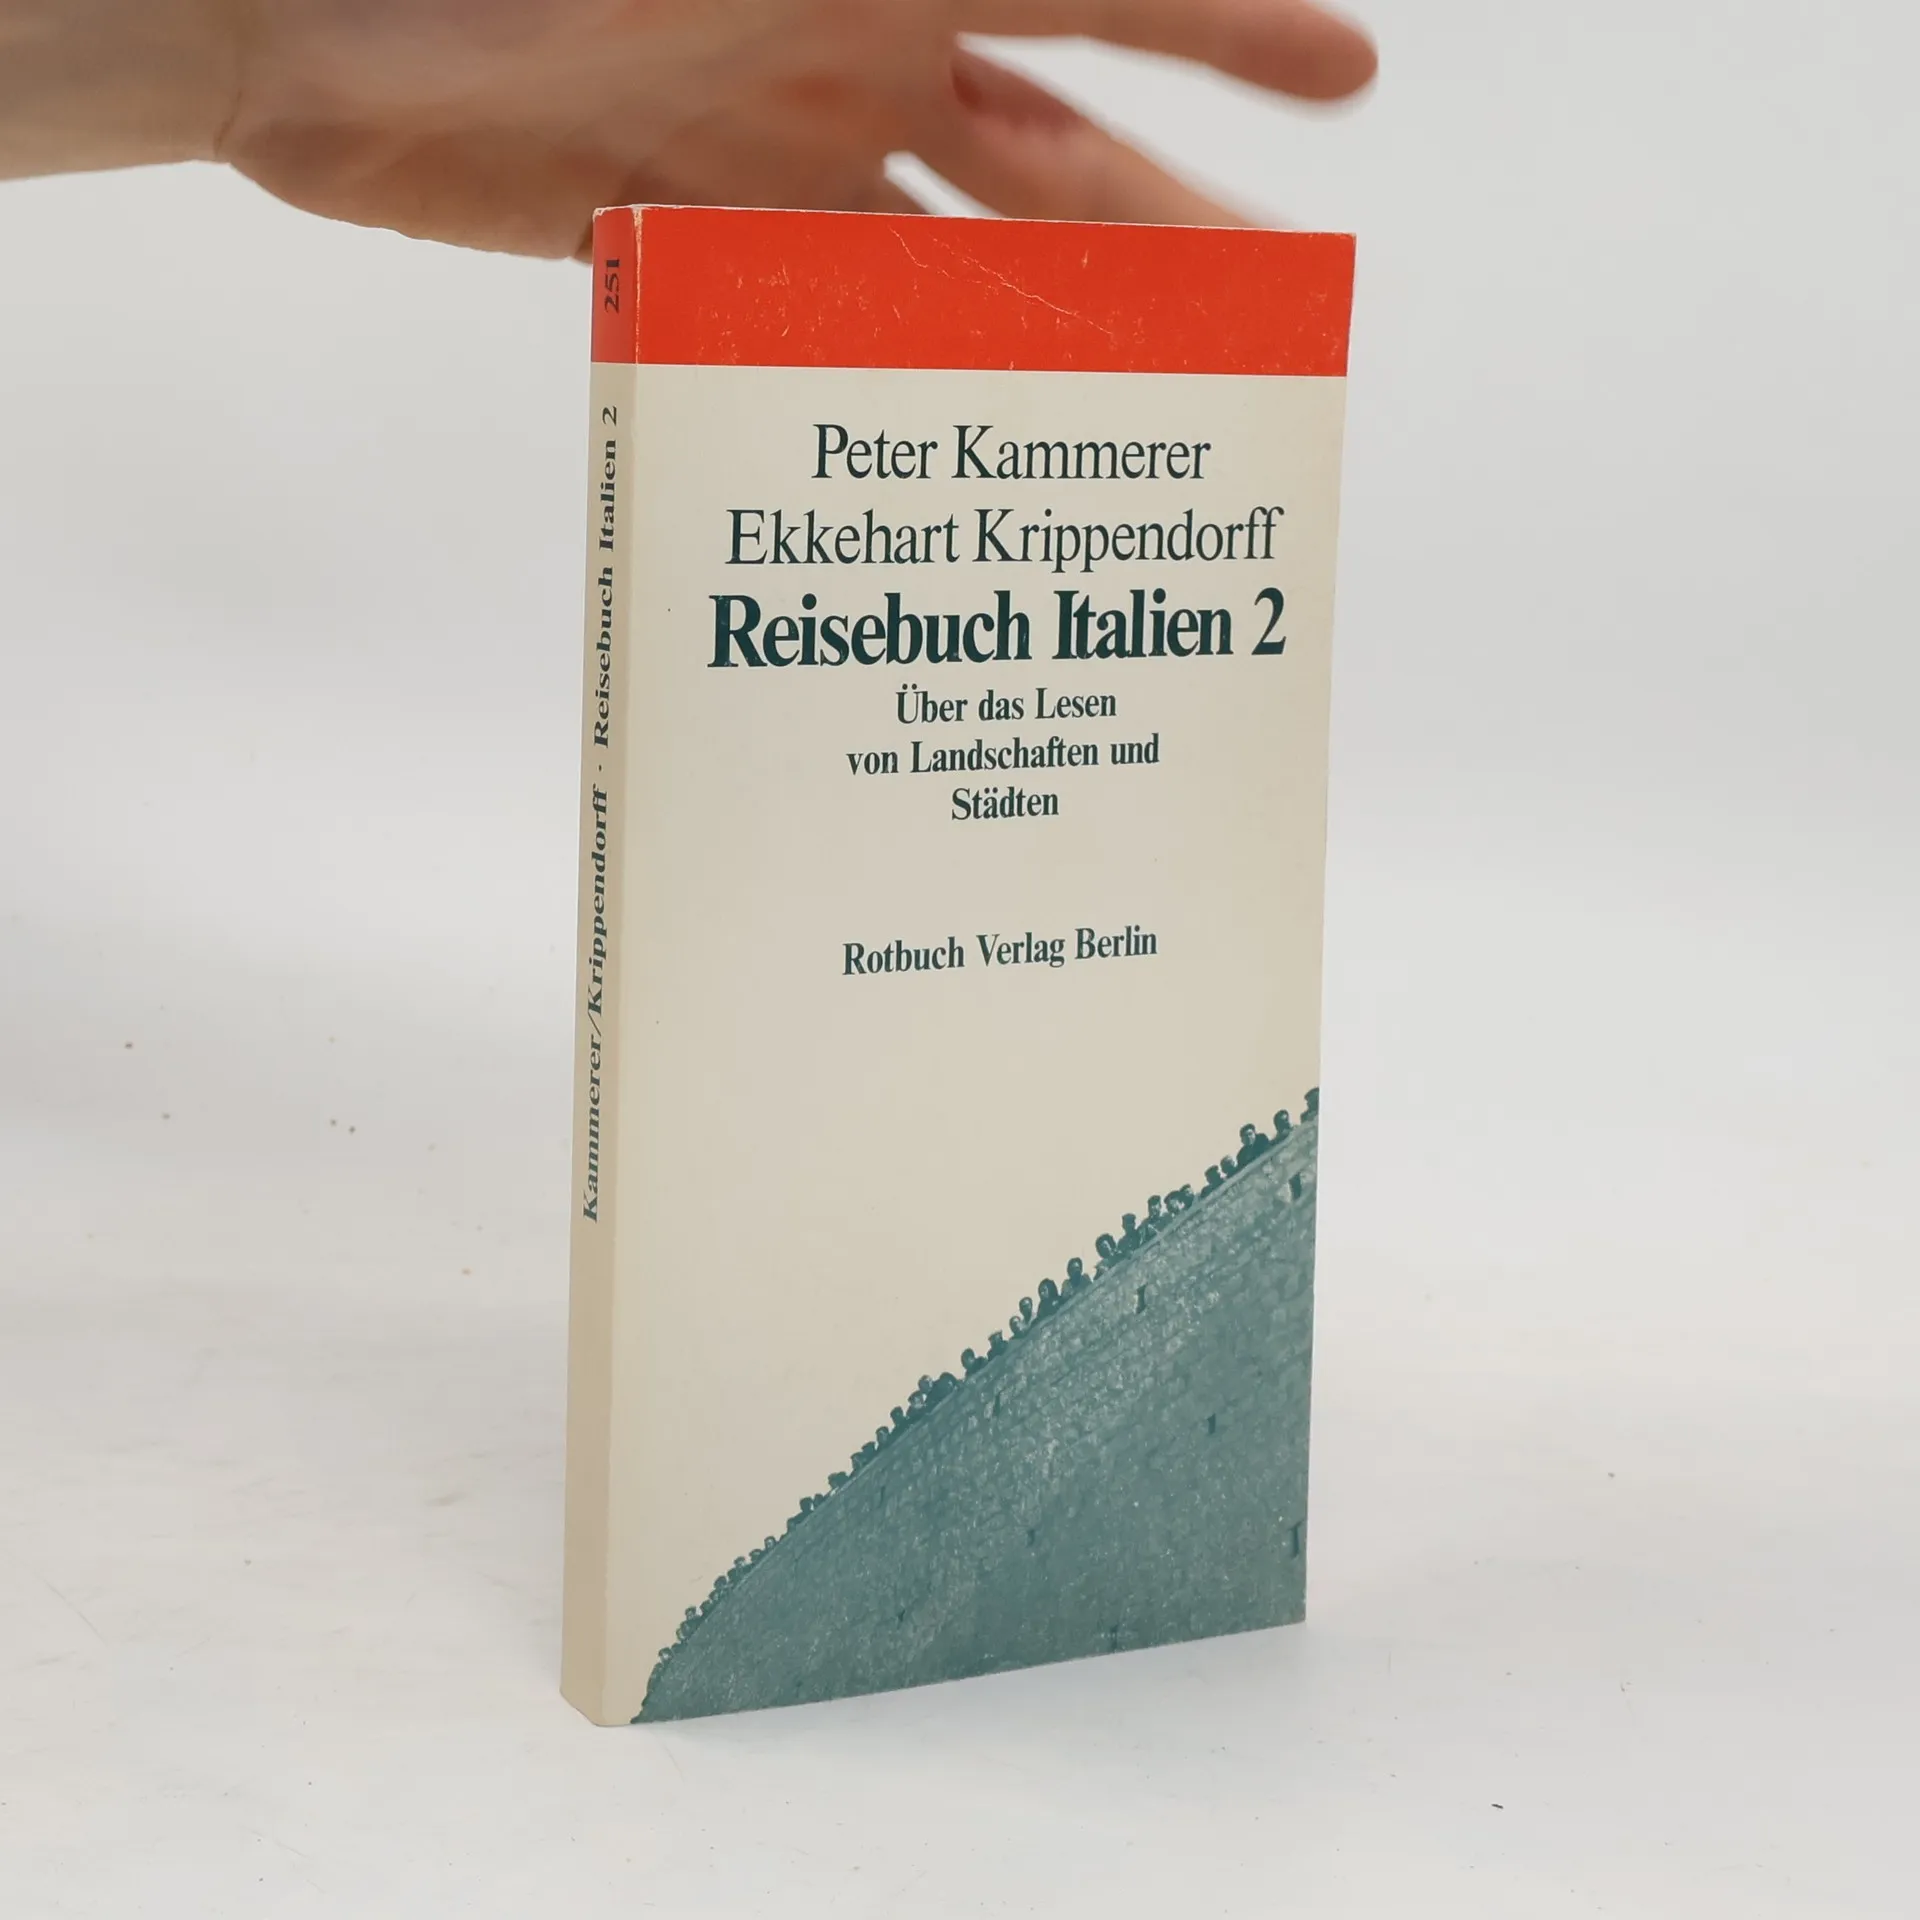 251
Kammerer/Krippendorff · Reisebuch Italien 2
Peter Kammerer
Ekkehart Krippendorff
Reisebuch Italien 2
Über das Lesen
von Landschaften und
Städten
Rotbuch Verlag Berlin